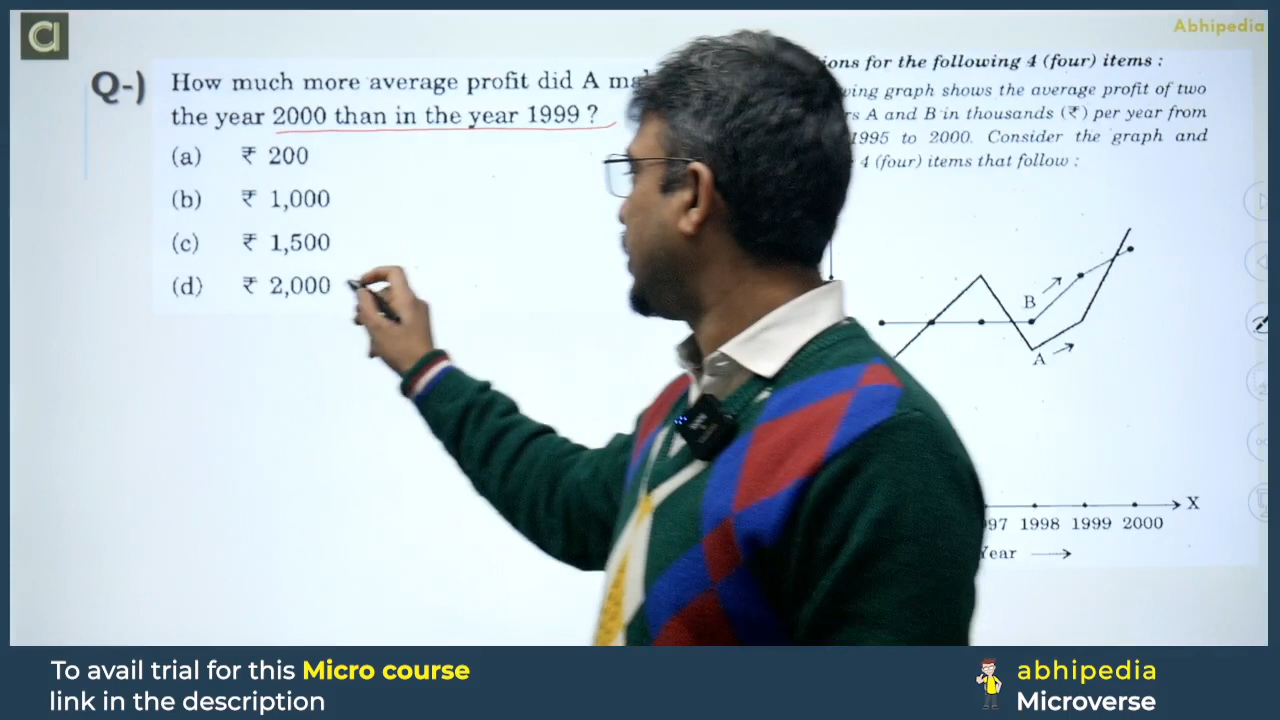 Abhipedia
Q-) How much more average profit did A
the year 2000 than in the year 1999 ?
(a) ₹ 200
(b) ₹ 1,000
(c) ₹ 1,500
(d) ₹ 2,000
for the following 4 (four) items :
graph shows the average profit of two
A and B in thousands (₹) per year from
1995 to 2000. Consider the graph and
4 (four) items that follow :
B
A
X
97 1998 1999 2000
Year
To avail trial for this Micro course
link in the description
abhipedia
Microverse